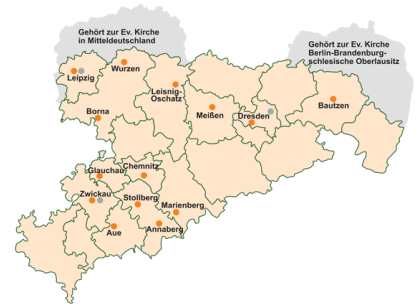 Gehört zur Ev. Kirche
in Mitteldeutschland
Gehört zur Ev. Kirche
Berlin-Brandenburg-
schlesische Oberlausitz
Leipzig
Wurzen
Leisnig-
Oschatz
Borna
Meißen
Dresden
Bautzen
Glauchau
Chemnitz
Zwickau
Stollberg
Marienberg
Aue
Annaberg